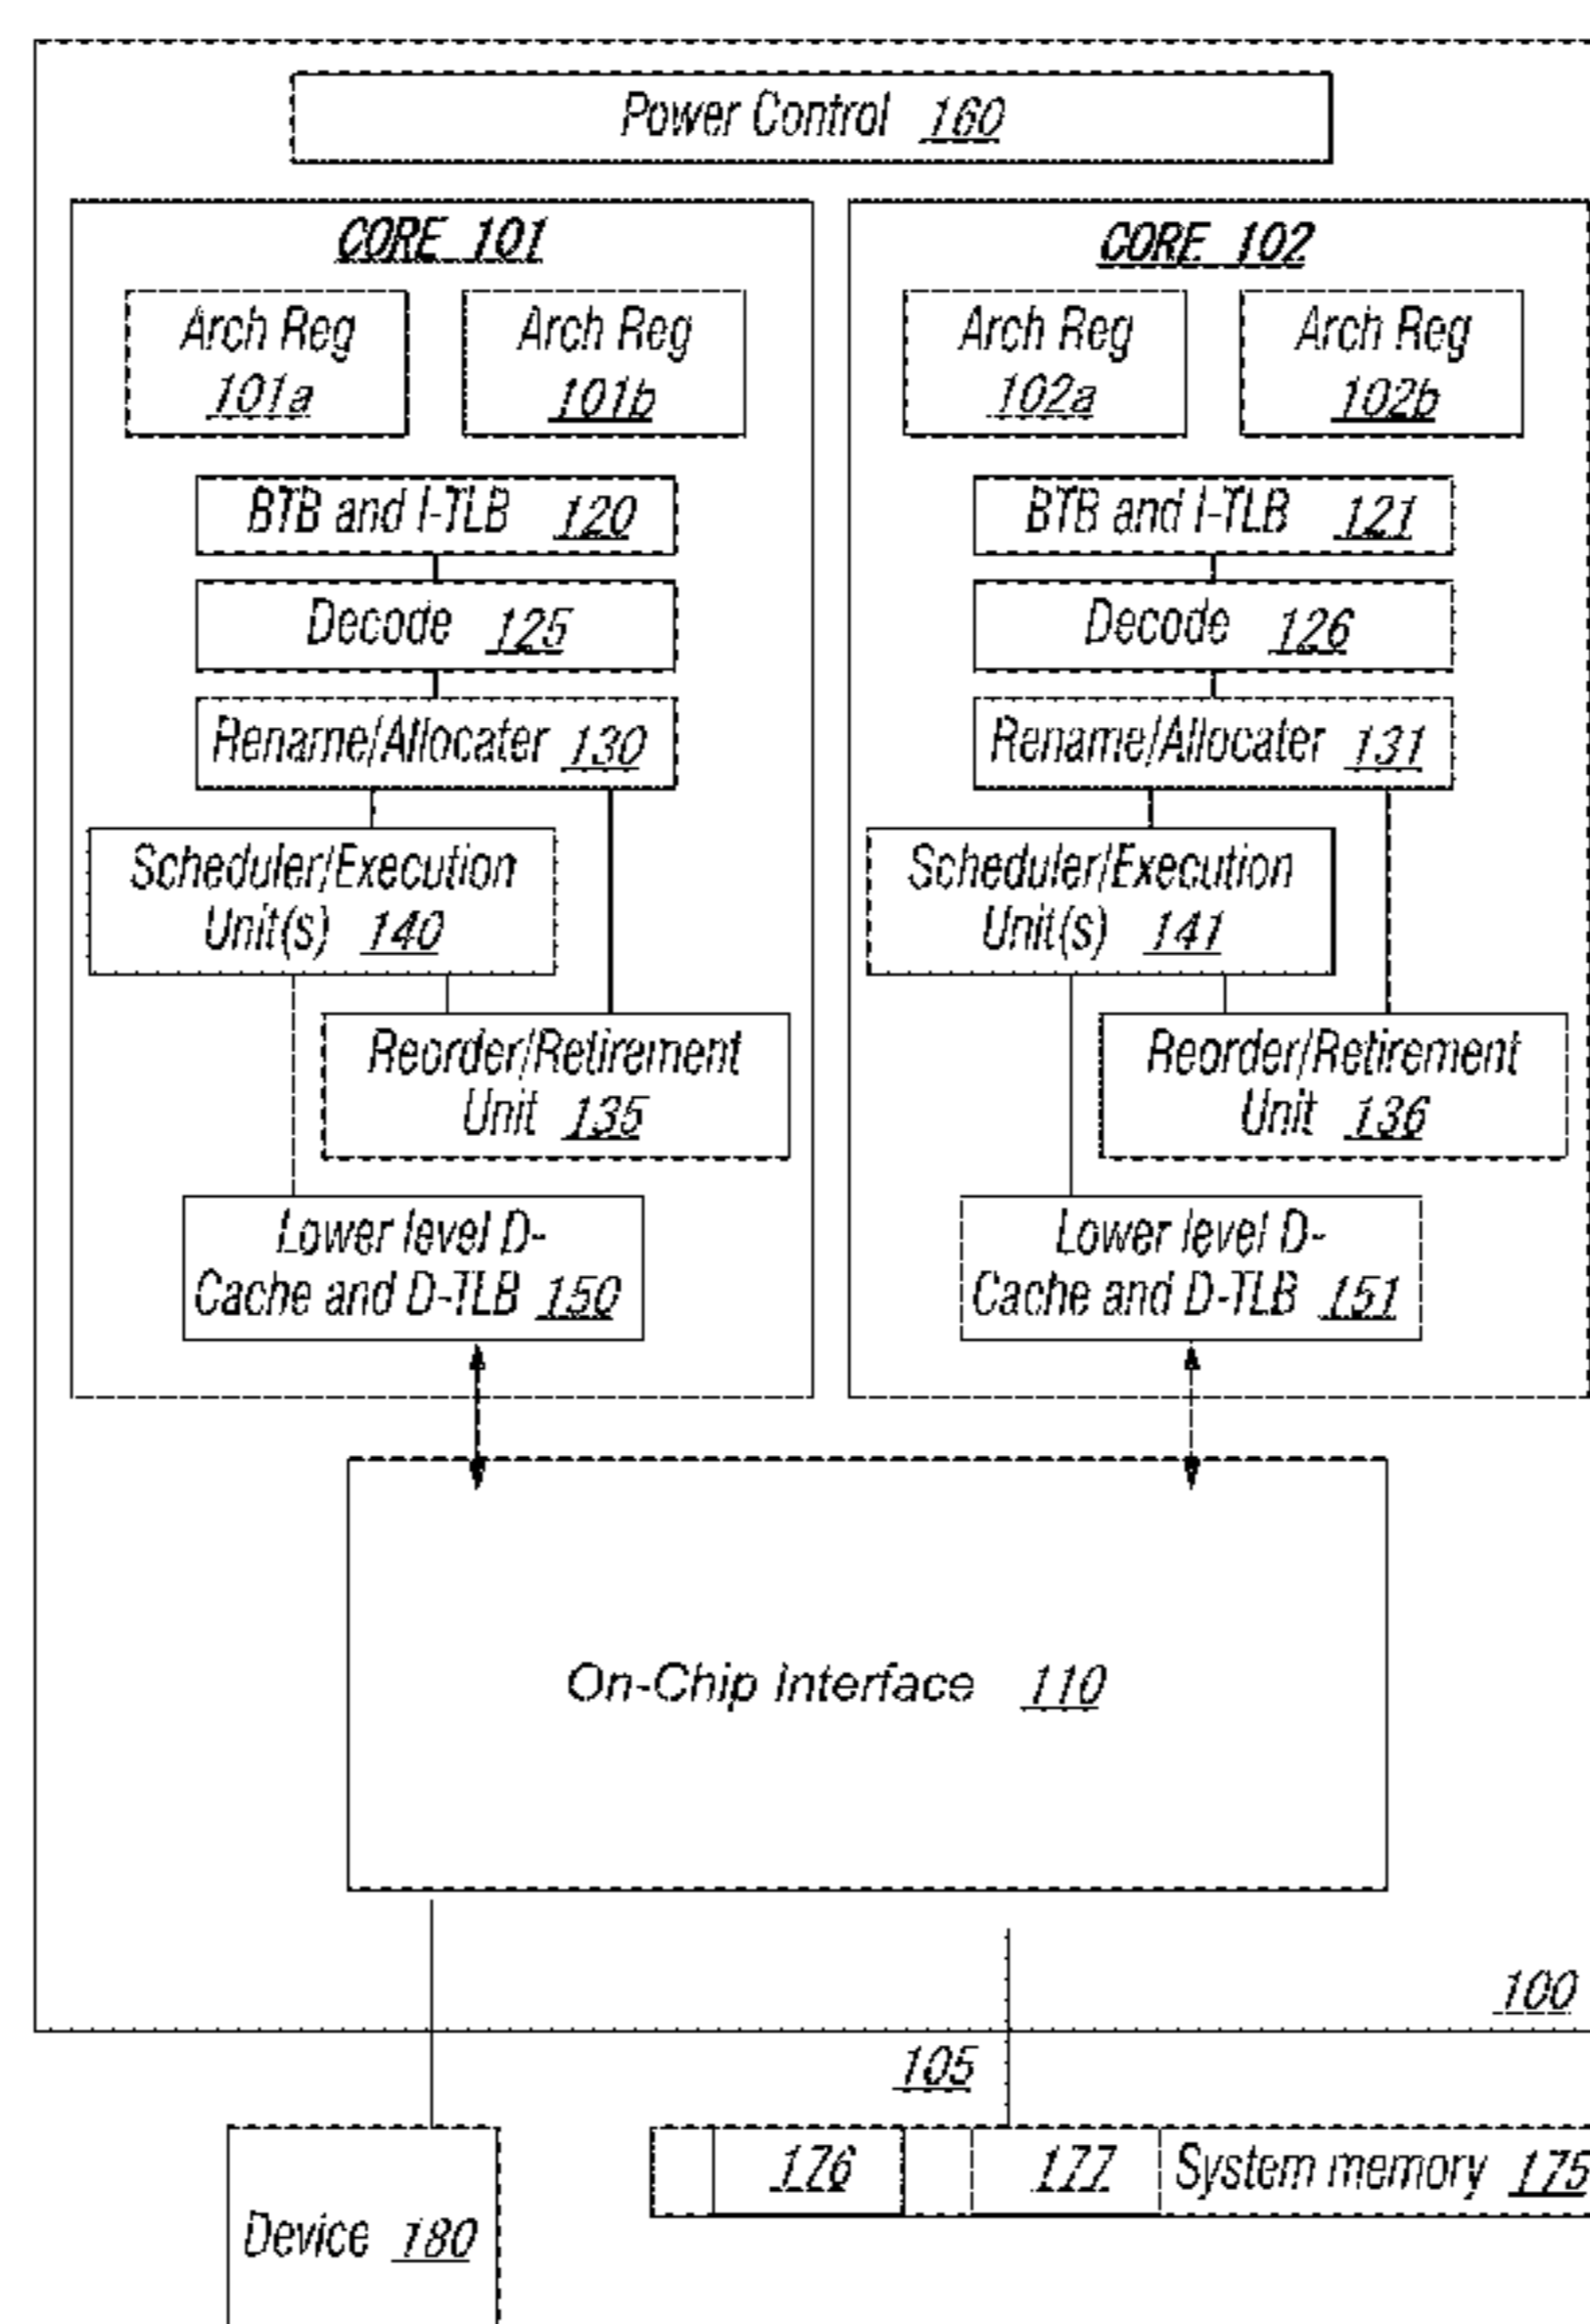 Power Control 160
CORE 101
Arch Reg
101a
Arch Reg
101b
BTB and I-TLB 120
Decode 125
Rename/Allocater 130
Scheduler/Execution
Unit(s) 140
Reorder/Retirement
Unit 135
Lower level D-
Cache and D-TLB 150
CORE 102
Arch Reg
102a
Arch Reg
102b
BTB and I-TLB 121
Decode 126
Rename/Allocater 131
Scheduler/Execution
Unit(s) 141
Reorder/Retirement
Unit 136
Lower level D-
Cache and D-TLB 151
On-Chip Interface 110
100
105
176
177
System memory 175
Device 180